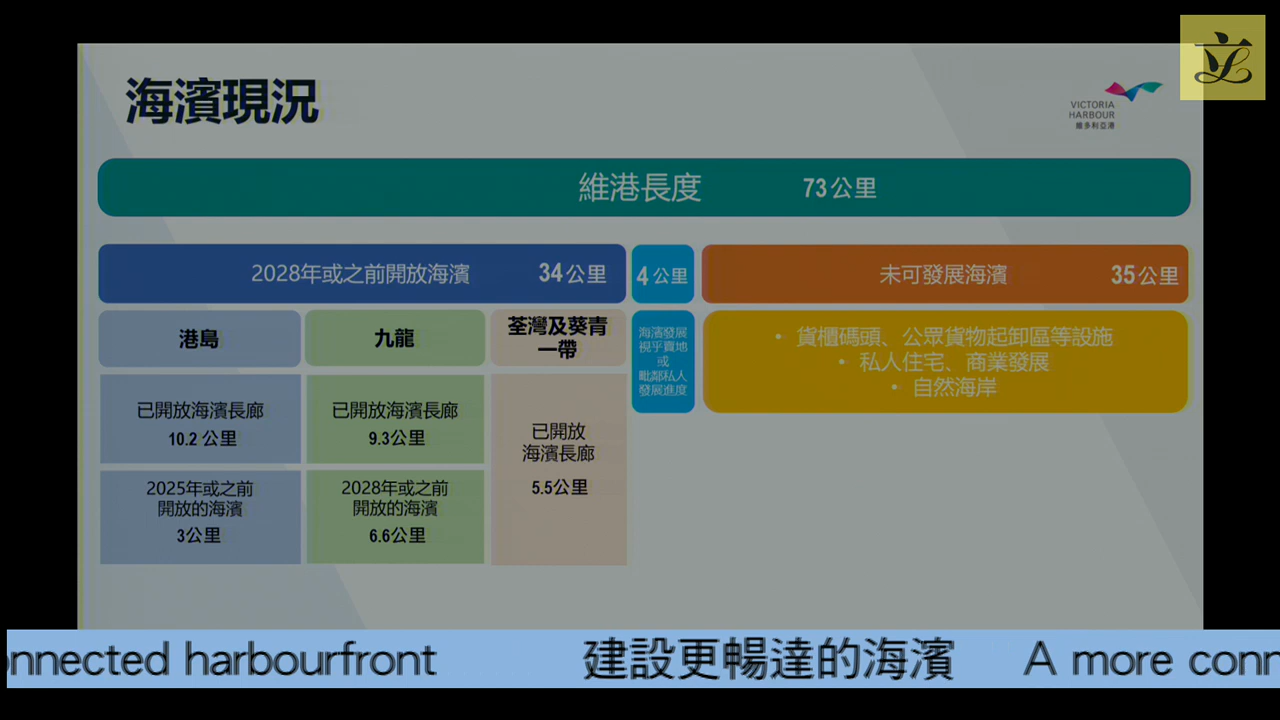 海濱現況
VICTORIA
HARBOUR
維多利亞港
維港長度 73公里
2028年或之前開放海濱 34公里
4公里
未可發展海濱 35公里
港島
九龍
荃灣及葵青
一帶
海濱發展
視乎賣地
或
毗鄰私人
發展進度
• 貨櫃碼頭、公眾貨物起卸區等設施
• 私人住宅、商業發展
• 自然海岸
已開放海濱長廊
10.2 公里
已開放海濱長廊
9.3公里
已開放
海濱長廊
5.5公里
2025年或之前
開放的海濱
3公里
2028年或之前
開放的海濱
6.6公里
onnected harbourfront 建設更暢達的海濱 A more conn